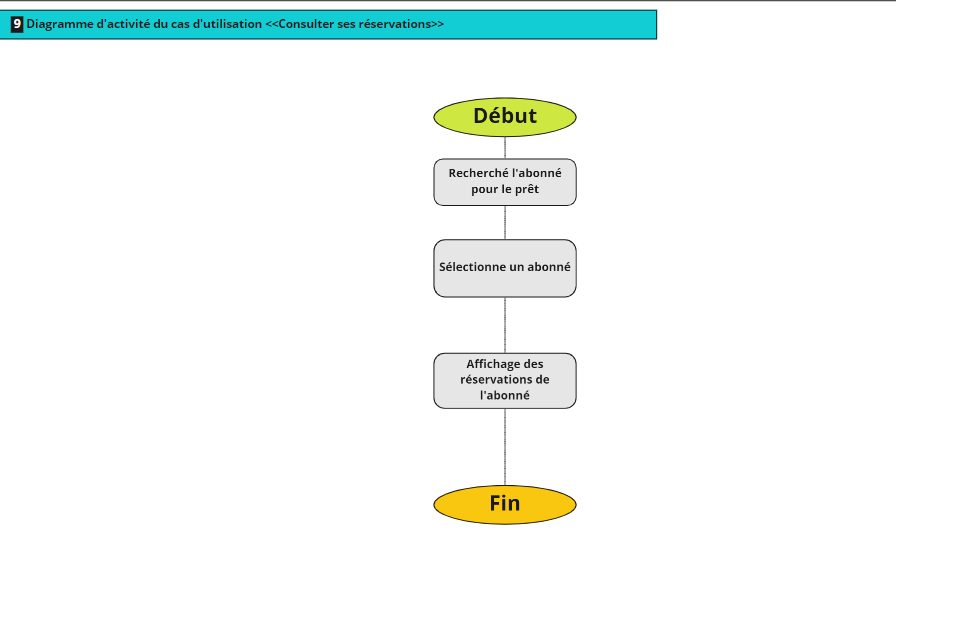 9 Diagramme d'activité du cas d'utilisation <<Consulter ses réservations>>
Début
Recherché l'abonné
pour le prêt
Sélectionne un abonné
Affichage des
réservations de
l'abonné
Fin